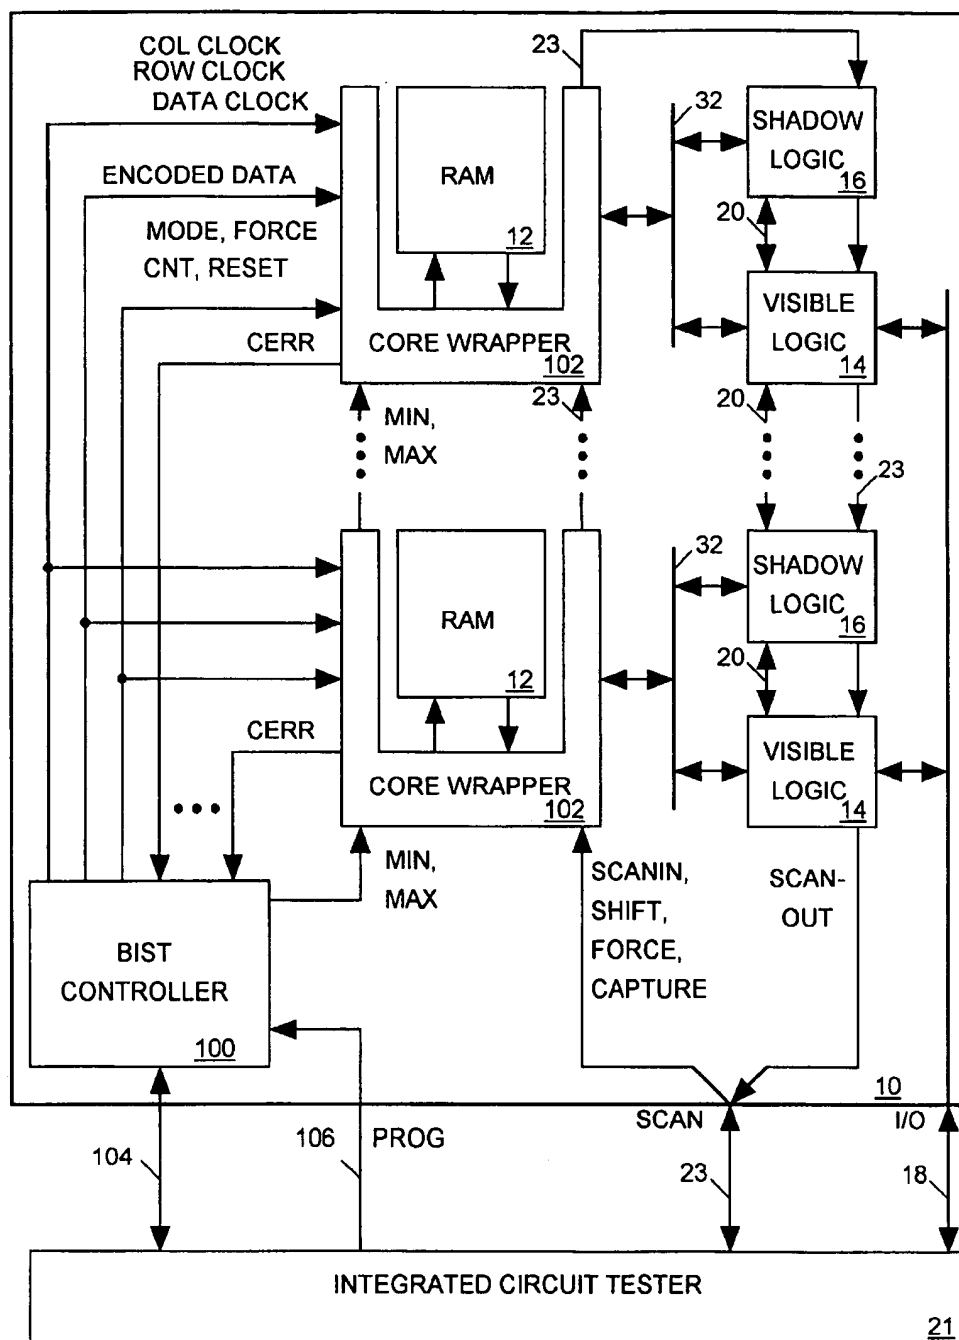 COL CLOCK
ROW CLOCK
DATA CLOCK
ENCODED DATA
MODE, FORCE
CNT, RESET
CERR
RAM
12
CORE WRAPPER
102
23
32
SHADOW
LOGIC
16
20
VISIBLE
LOGIC
14
20
23
MIN,
MAX
23
RAM
12
CERR
CORE WRAPPER
102
32
SHADOW
LOGIC
16
20
VISIBLE
LOGIC
14
MIN,
MAX
SCANIN,
SHIFT,
FORCE,
CAPTURE
SCAN-
OUT
BIST
CONTROLLER
100
10
SCAN
I/O
104
106
PROG
23
18
INTEGRATED CIRCUIT TESTER
21